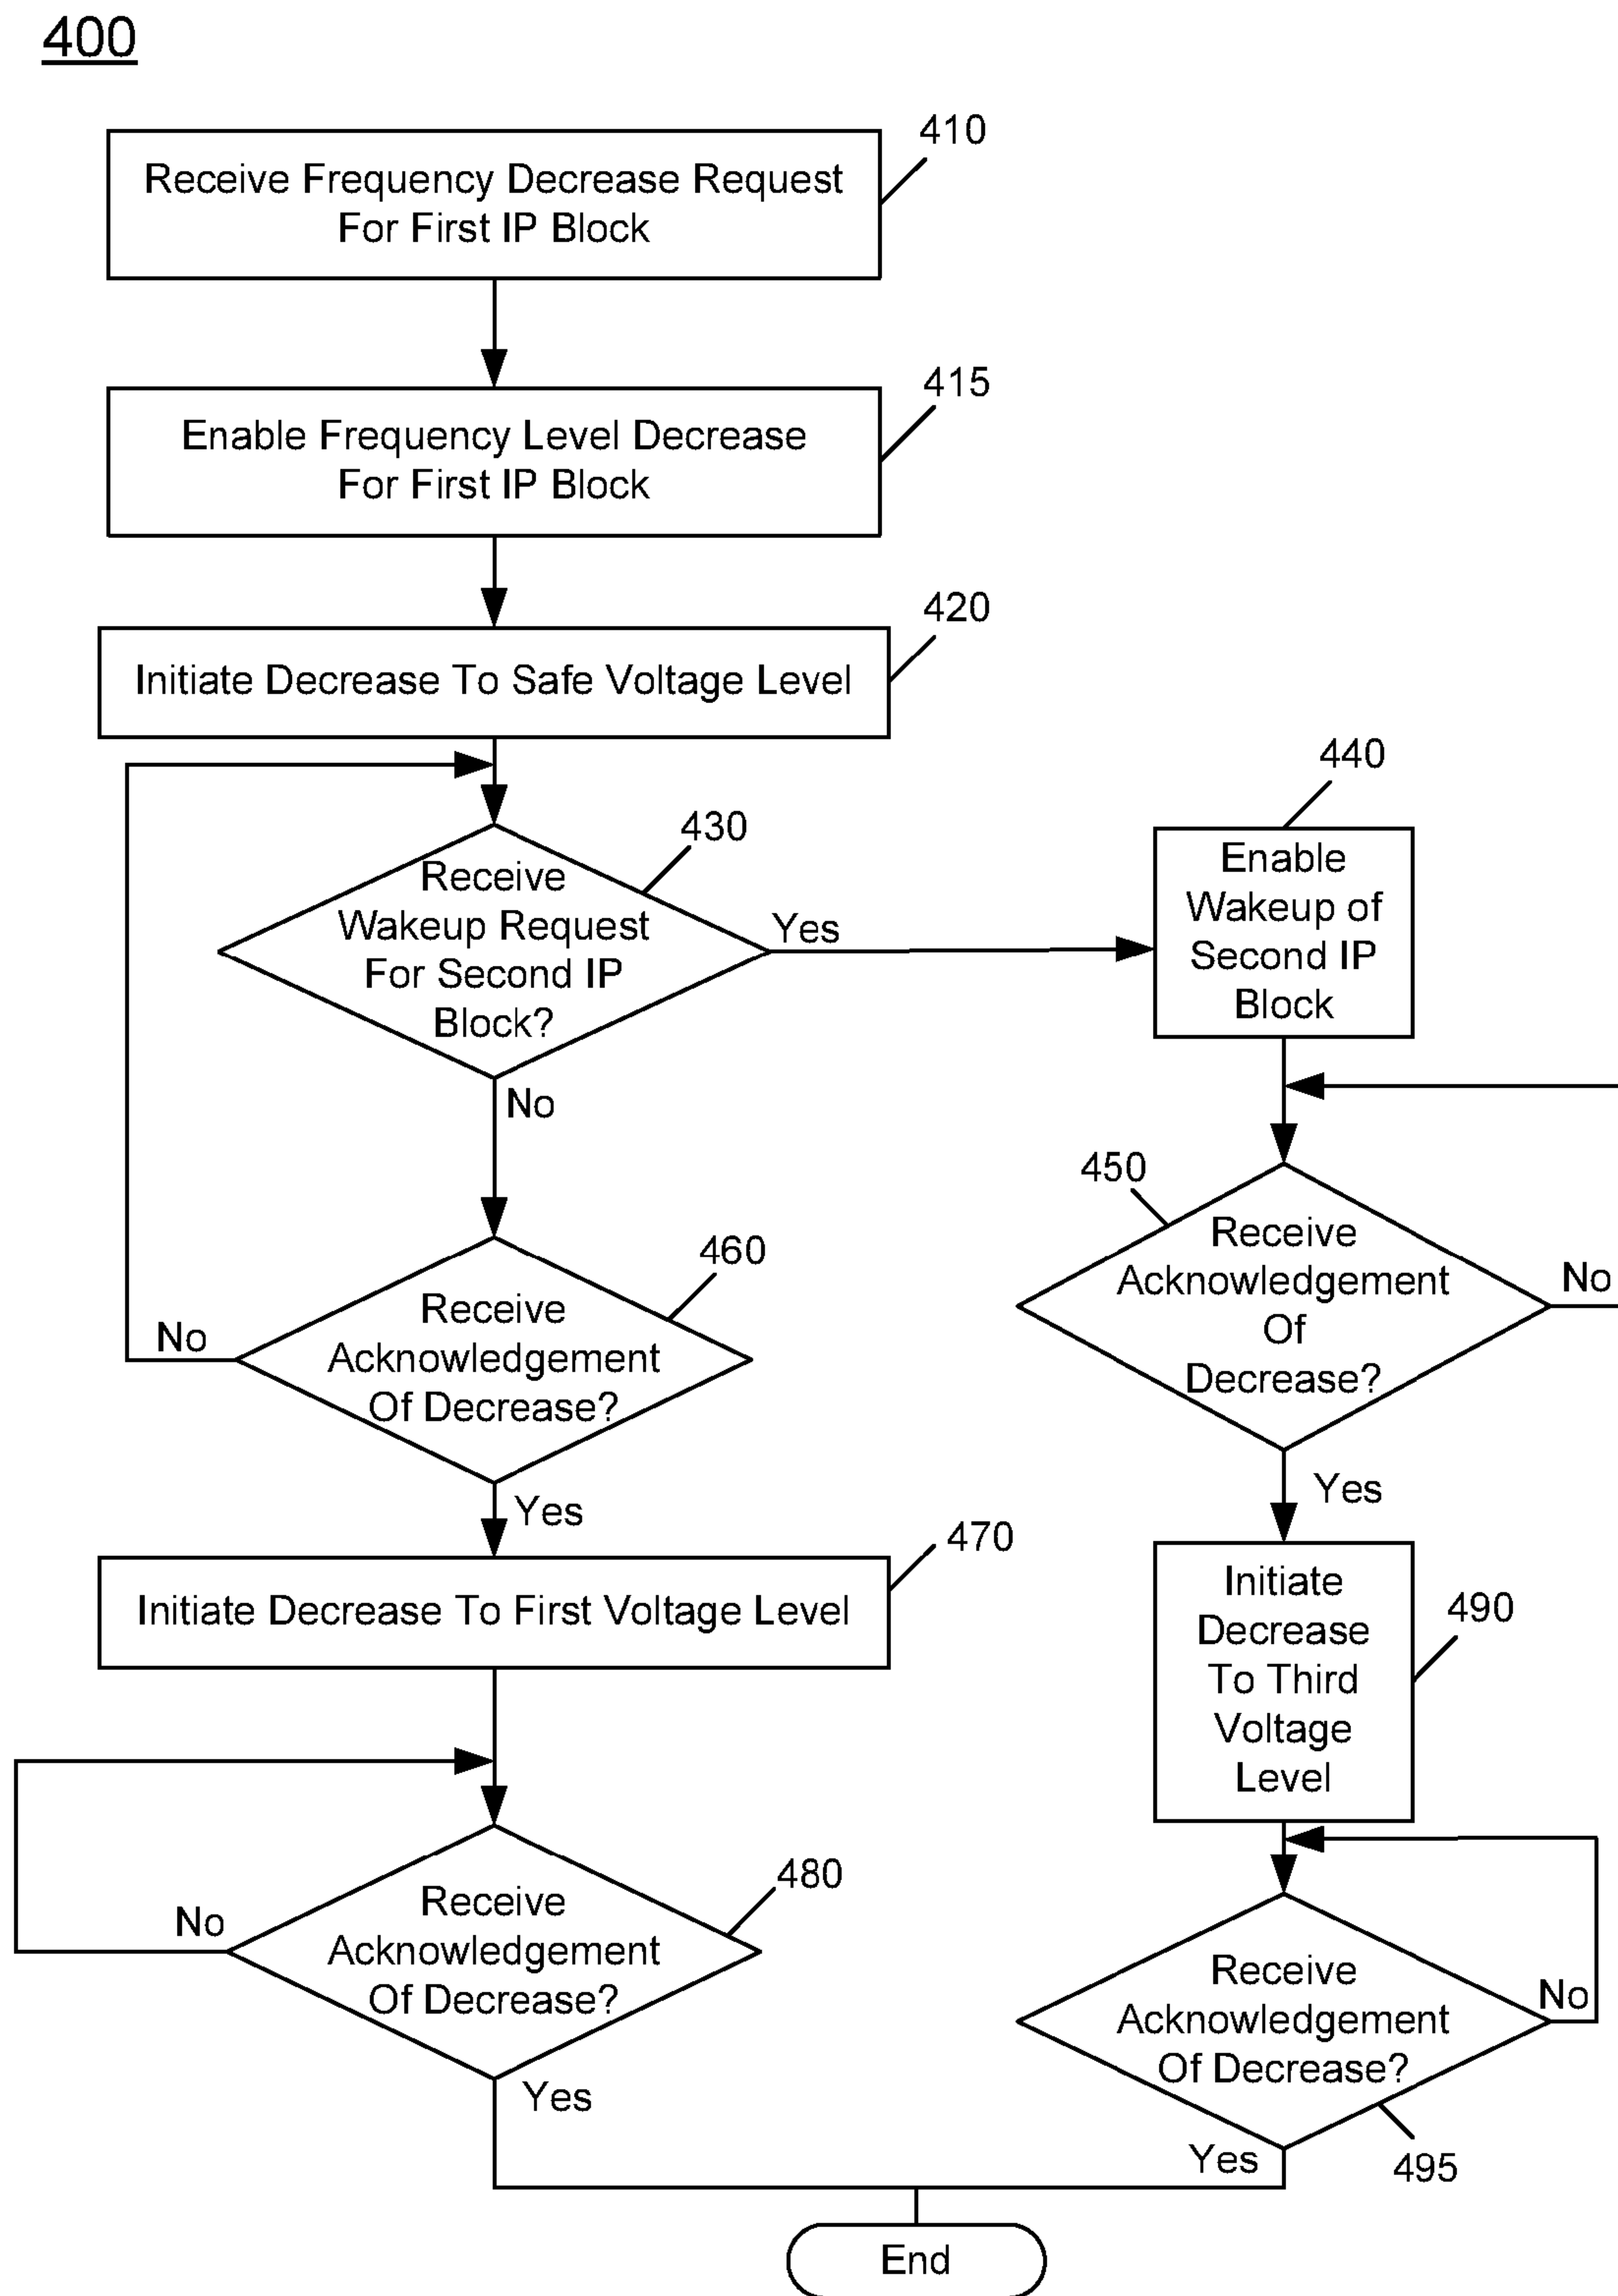 400
410
Receive Frequency Decrease Request
For First IP Block
415
Enable Frequency Level Decrease
For First IP Block
420
Initiate Decrease To Safe Voltage Level
430
Receive
Wakeup Request
For Second IP
Block?
Yes
No
440
Enable
Wakeup of
Second IP
Block
450
Receive
Acknowledgement
Of
Decrease?
No
Yes
460
Receive
Acknowledgement
Of Decrease?
No
Yes
470
Initiate Decrease To First Voltage Level
480
Receive
Acknowledgement
Of Decrease?
No
Yes
490
Initiate
Decrease
To Third
Voltage
Level
Receive
Acknowledgement
Of Decrease?
No
Yes
495
End